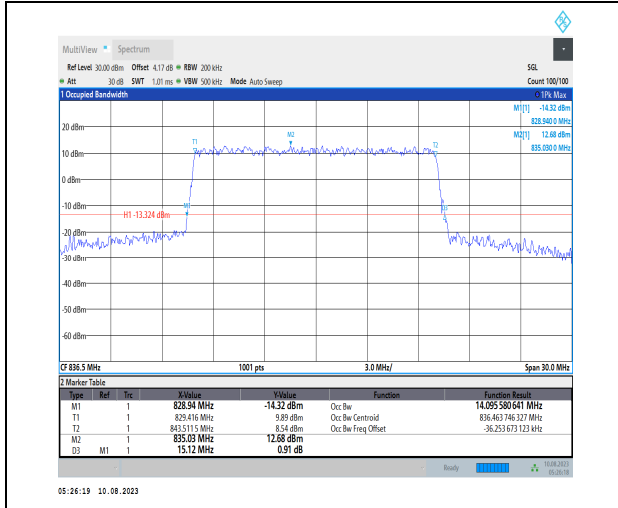 MultiView Spectrum
Ref Level 30.00 dBm Offset 4.17 dB RBW 200 kHz SGL
Att 30 dB SWT 1.01 ms VBW 500 kHz Mode Auto Sweep Count 100/100
1 Occupied Bandwidth 1Pk Max
M1[1] -14.32 dBm
828.940 0 MHz
M2[1] 12.68 dBm
835.030 0 MHz
20 dBm
T1 M2 T2
10 dBm
0 dBm
-10 dBm
M1 D3
H1 -13.324 dBm
-20 dBm
-30 dBm
-40 dBm
-50 dBm
-60 dBm
CF 836.5 MHz 1001 pts 3.0 MHz/ Span 30.0 MHz
2 Marker Table
Type Ref Trc X-Value Y-Value Function Function Result
M1 1 828.94 MHz -14.32 dBm Occ Bw 14.095 580 641 MHz
T1 1 829.416 MHz 9.89 dBm Occ Bw Centroid 836.463 746 327 MHz
T2 1 843.5115 MHz 8.54 dBm Occ Bw Freq Offset -36.253 673 123 kHz
M2 1 835.03 MHz 12.68 dBm
D3 M1 1 15.12 MHz 0.91 dB
Ready 10.08.2023
05:26:18
05:26:19 10.08.2023